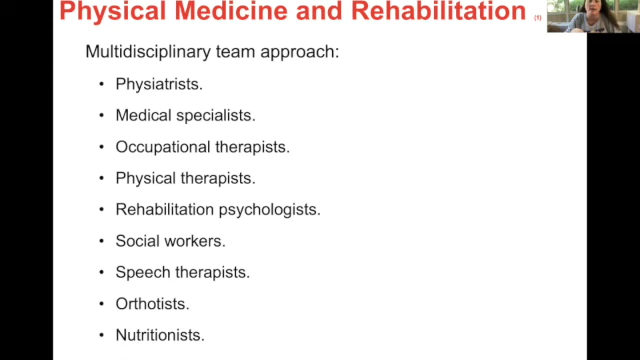 Physical Medicine and Rehabilitation [1]
Multidisciplinary team approach:
• Physiatrists.
• Medical specialists.
• Occupational therapists.
• Physical therapists.
• Rehabilitation psychologists.
• Social workers.
• Speech therapists.
• Orthotists.
• Nutritionists.